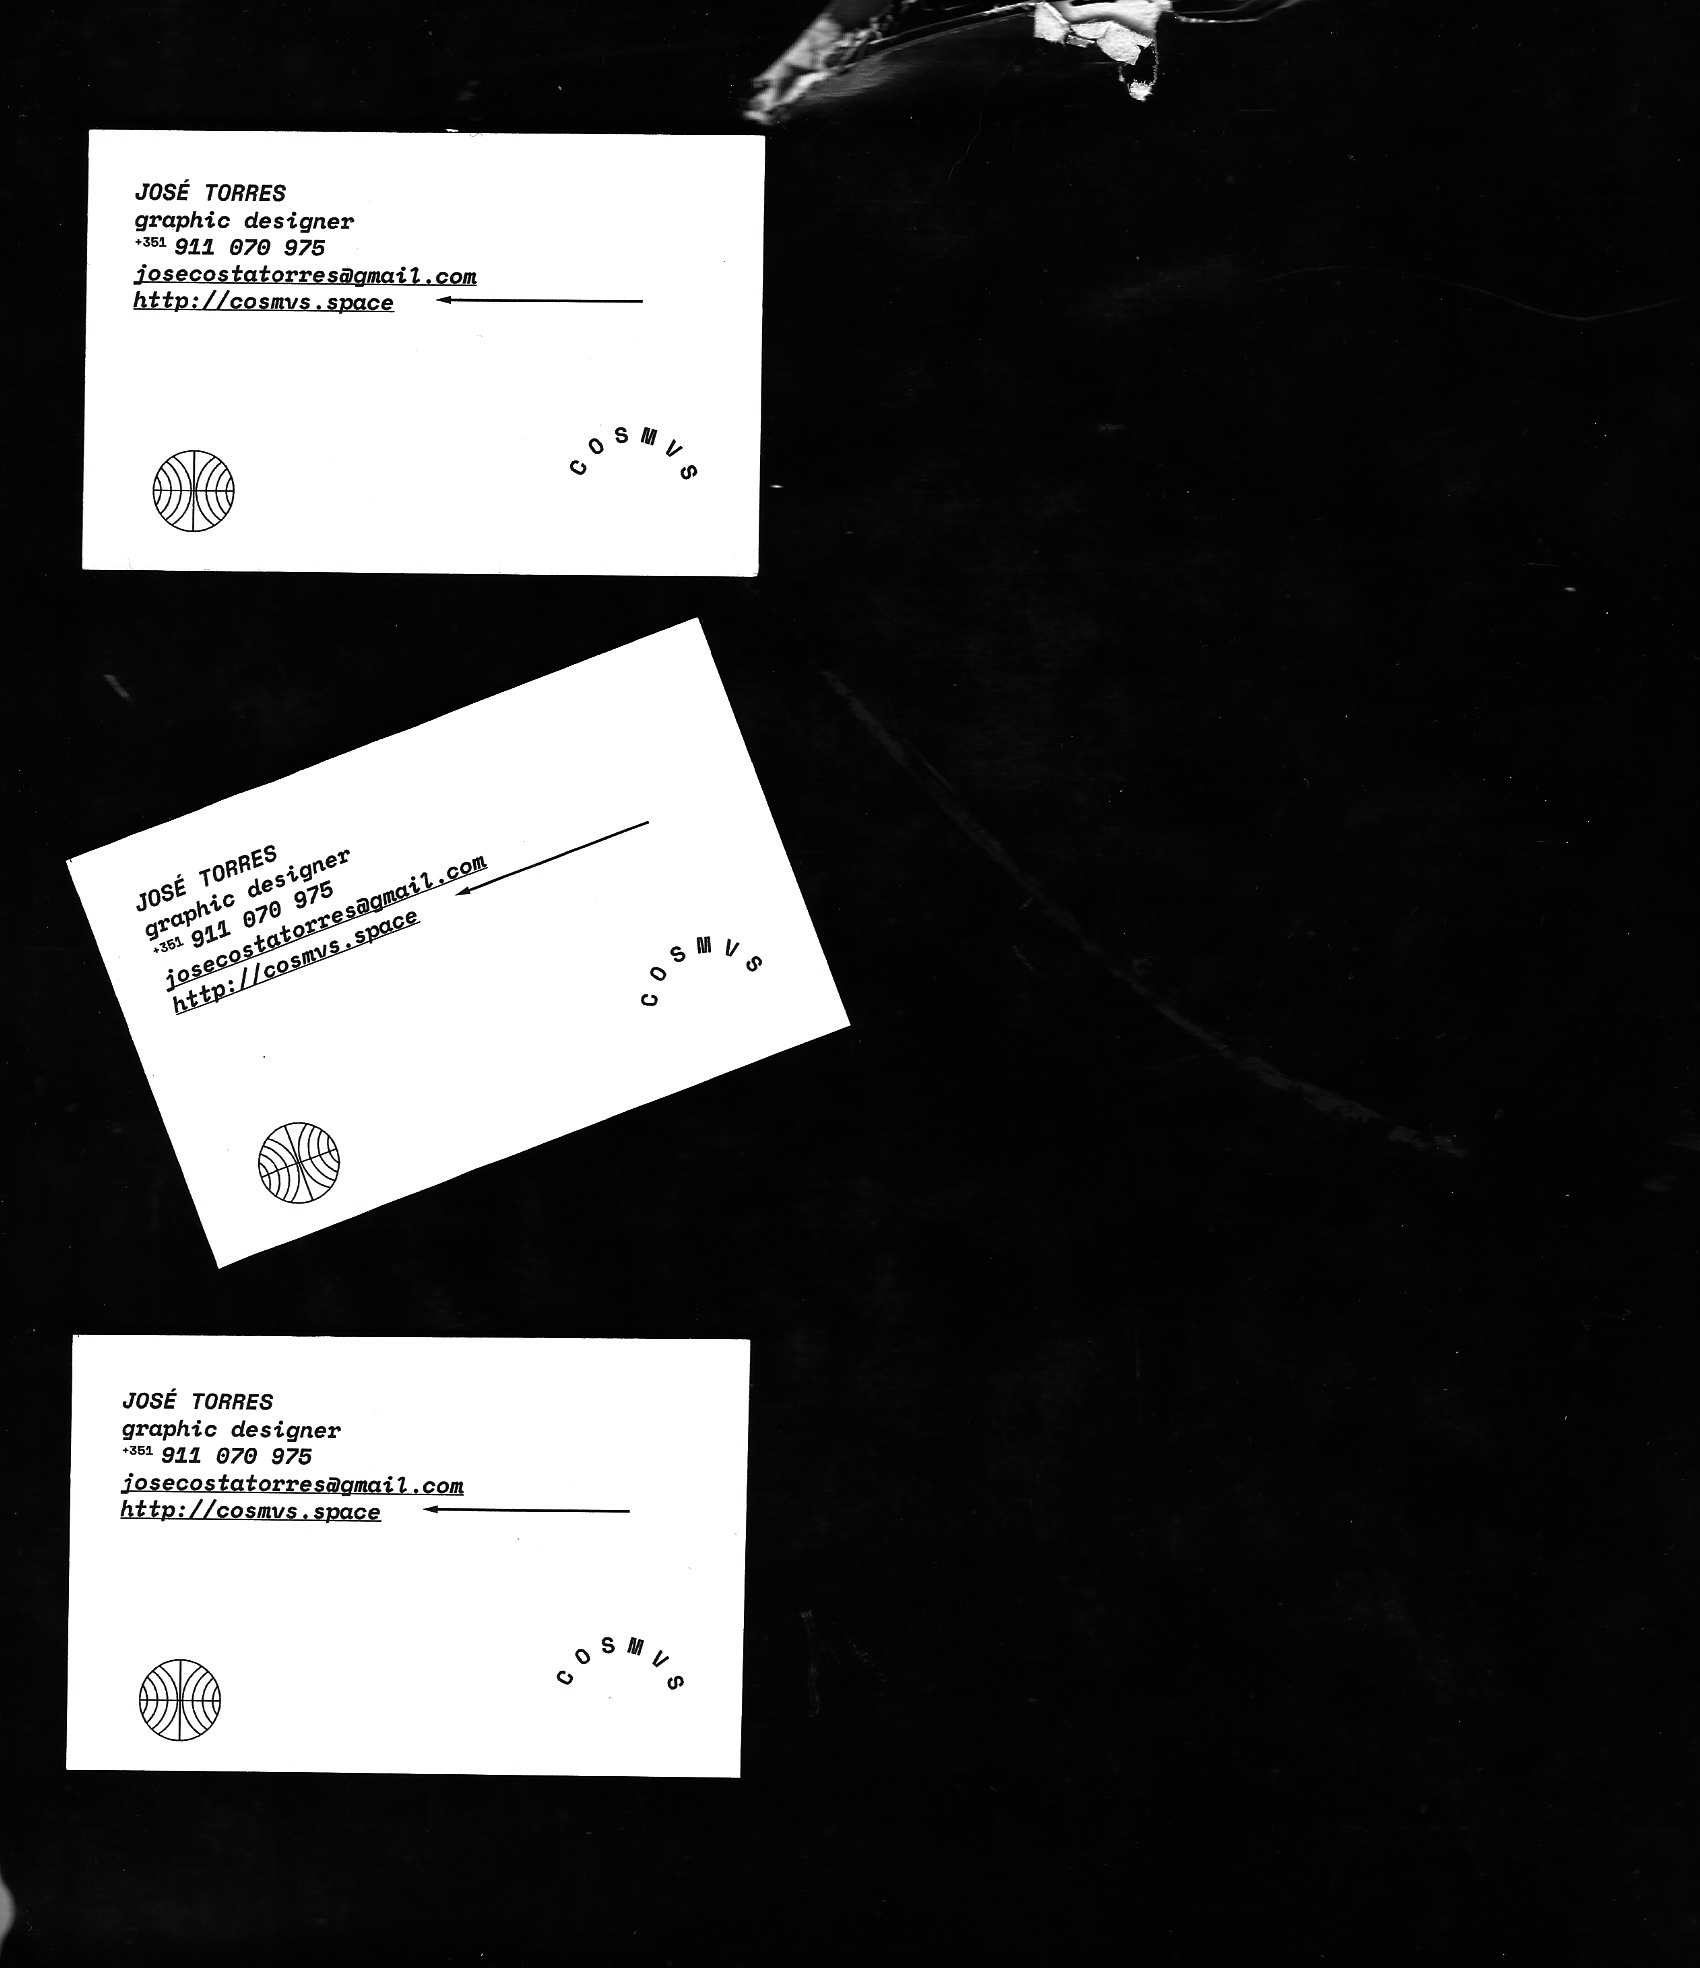 JOSÉ TORRES
graphic designer
+351 911 070 975
josecostatorres@gmail.com
http://cosmvs.space
COSMVS
JOSÉ TORRES
graphic designer
+351 911 070 975
josecostatorres@gmail.com
http://cosmvs.space
COSMVS
JOSÉ TORRES
graphic designer
+351 911 070 975
josecostatorres@gmail.com
http://cosmvs.space
COSMVS